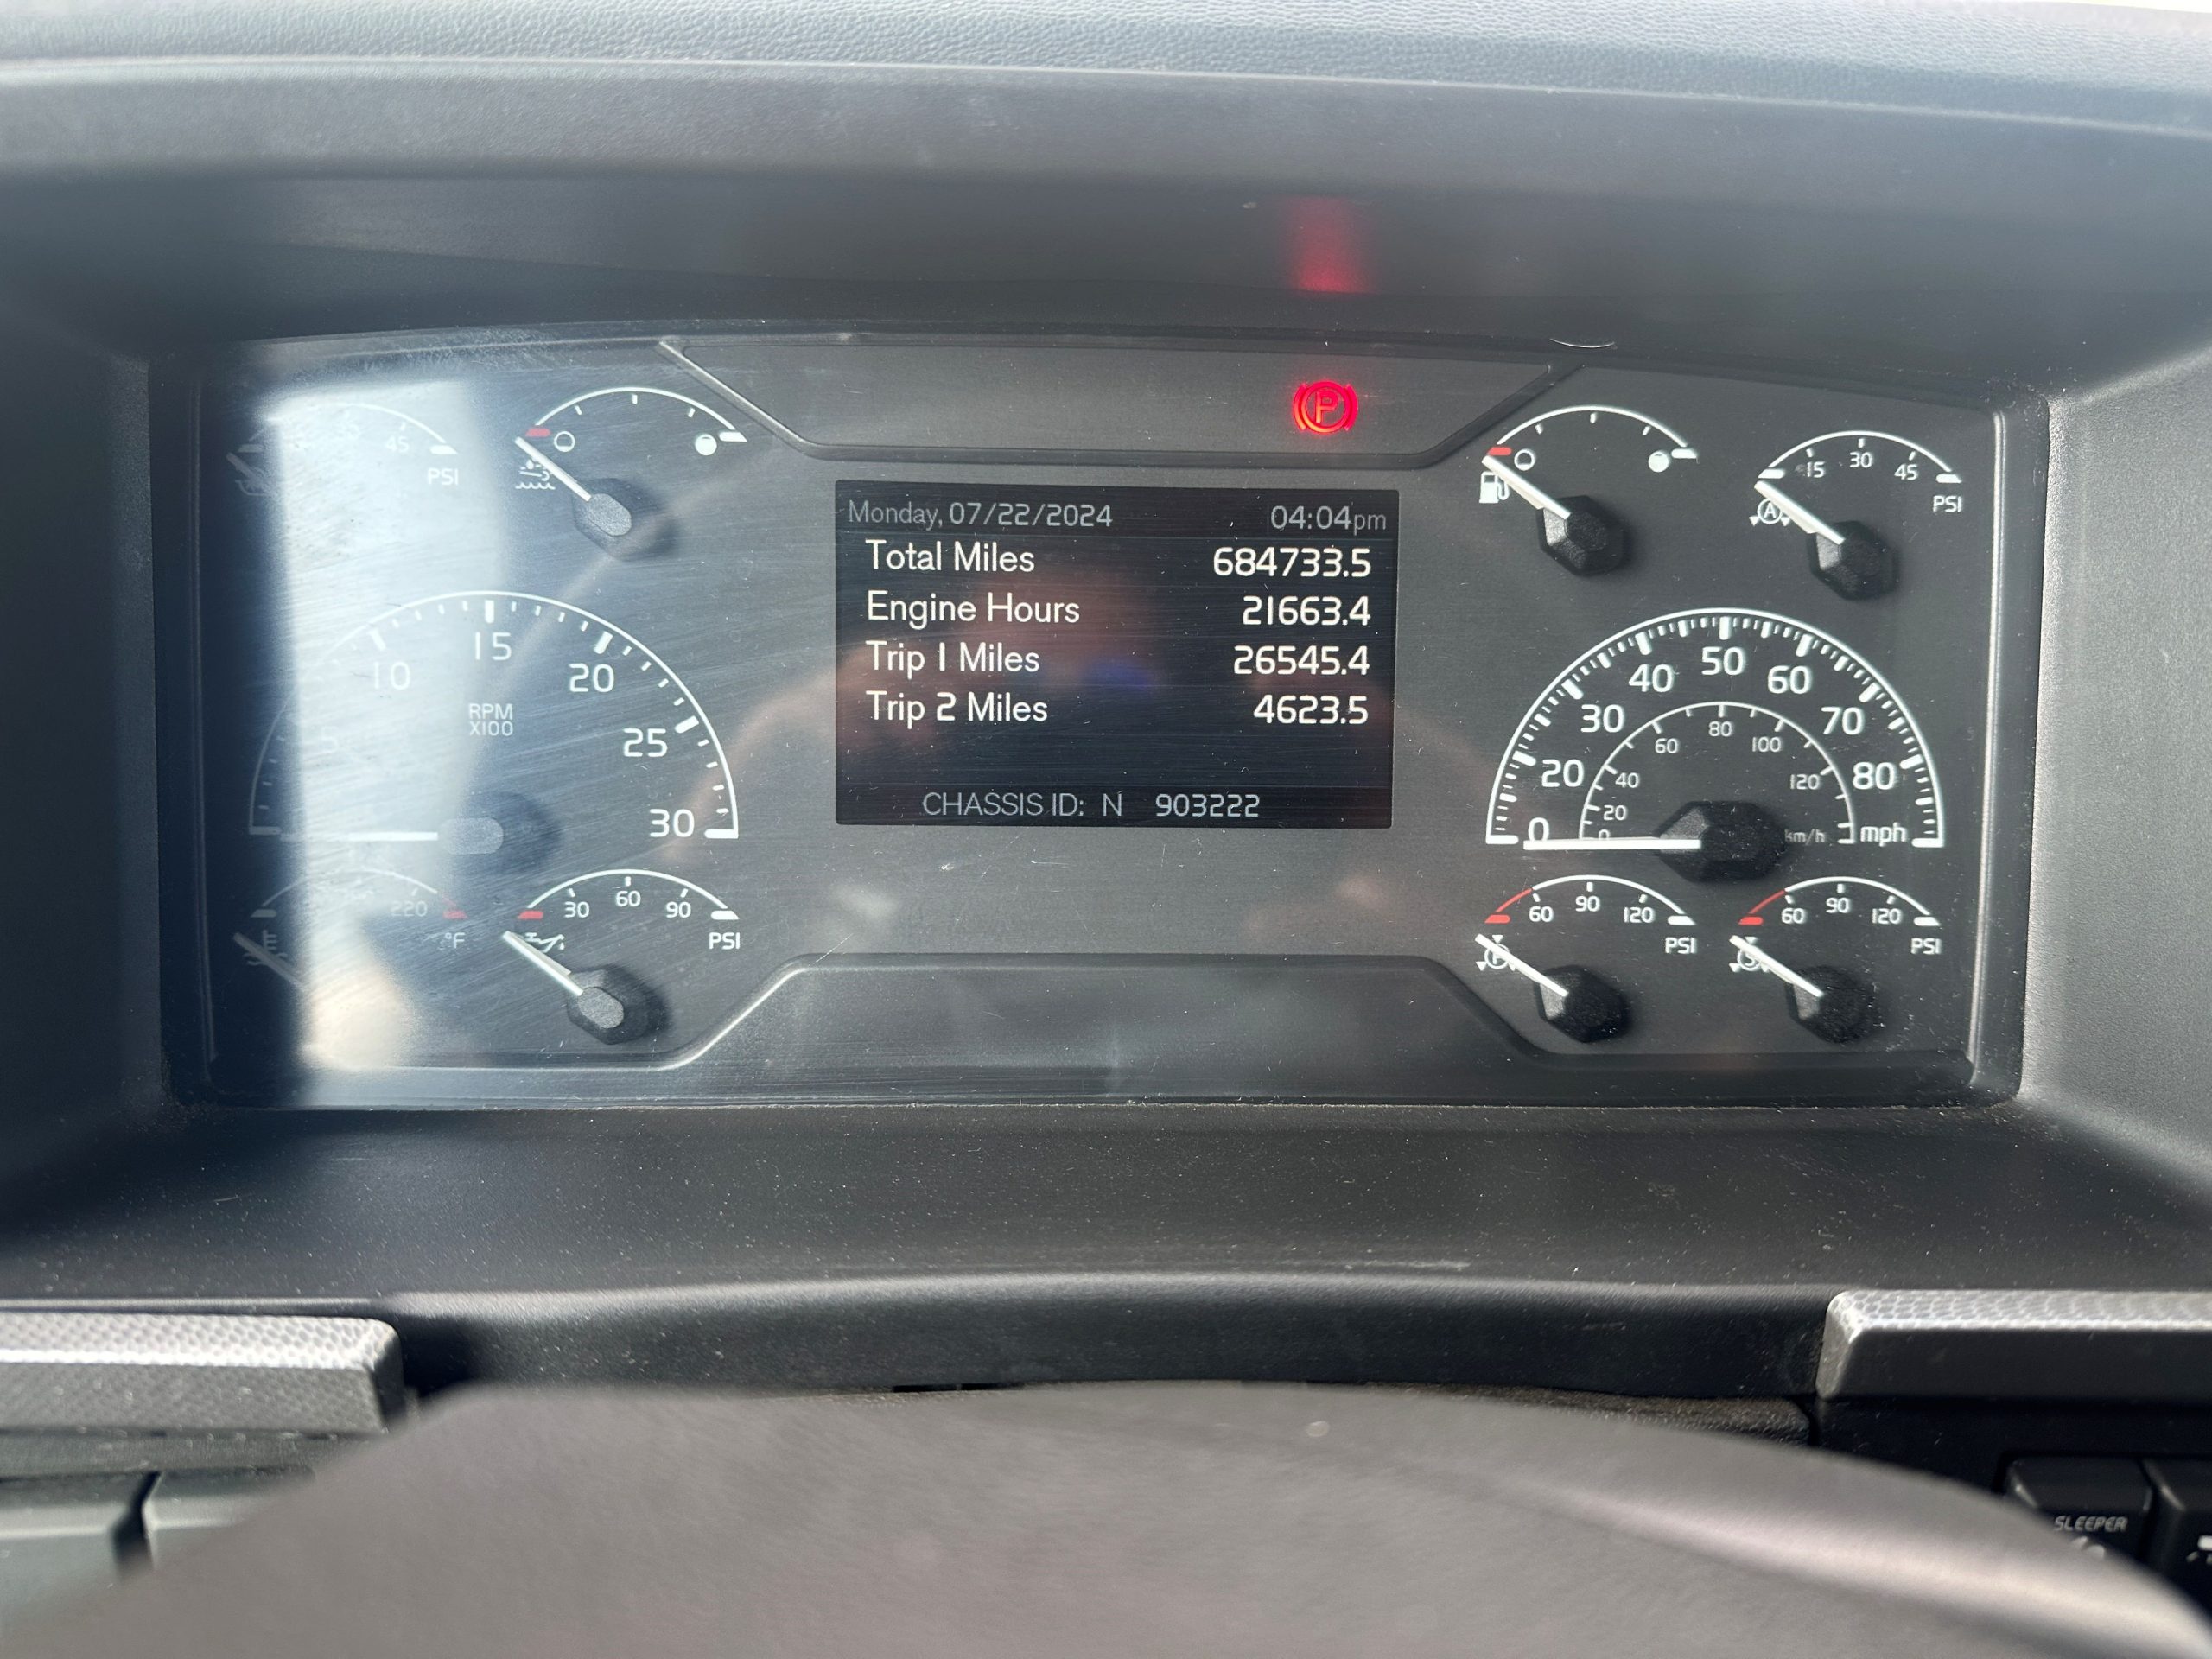 45
PSI
15 30 45
PSI
Monday, 07/22/2024 04:04pm
Total Miles 684733.5
Engine Hours 21663.4
Trip 1 Miles 26545.4
Trip 2 Miles 4623.5
CHASSIS ID: N 903222
10 15 20 25 30
RPM
X100
0 20 30 40 50 60 70 80 mph
0 20 40 60 80 100 120 km/h
220
°F
30 60 90
PSI
60 90 120
PSI
60 90 120
PSI
P
A
SLEEPER